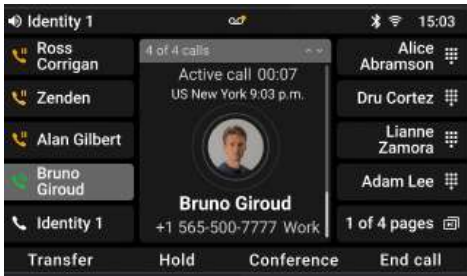 Identity 1
15:03
Ross
Corrigan
Zenden
Alan Gilbert
Bruno
Giroud
Identity 1
4 of 4 calls
Active call 00:07
US New York 9:03 p.m.
Bruno Giroud
+1 565-500-7777 Work
Alice
Abramson
Dru Cortez
Lianne
Zamora
Adam Lee
1 of 4 pages
Transfer
Hold
Conference
End call